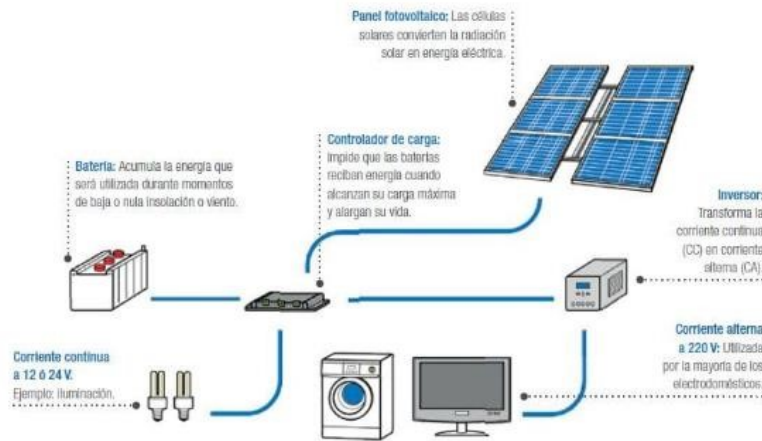 Panel fotovoltaico: Las células
solares convierten la radiación
solar en energía eléctrica.
Controlador de carga:
Impide que las baterías
reciban energía cuando
alcanzan su carga máxima
y alargan su vida.
Batería: Acumula la energía que
será utilizada durante momentos
de baja o nula insolación o viento.
Inversor:
Transforma la
corriente continua
(CC) en corriente
alterna (CA).
Corriente continua
a 12 ó 24 V.
Ejemplo: iluminación.
Corriente alterna
a 220 V: Utilizada
por la mayoría de los
electrodomésticos.